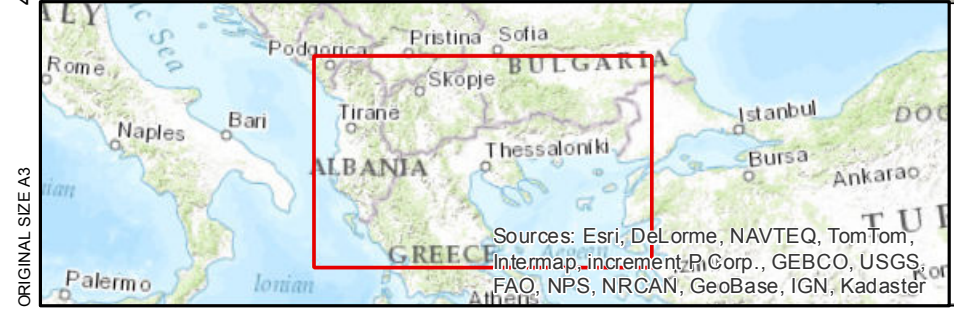 ALY
Sea
Rome
Naples
Bari
Palermo
Ionian
Podgorica
Pristina
Sofia
BULGARIA
Skopje
Tirane
ALBANIA
Thessaloniki
GREECE
Athens
Istanbul
Bursa
Ankara
Sources: Esri, DeLorme, NAVTEQ, TomTom,
Intermap, increment P Corp., GEBCO, USGS,
FAO, NPS, NRCAN, GeoBase, IGN, Kadaster
ORIGINAL SIZE A3